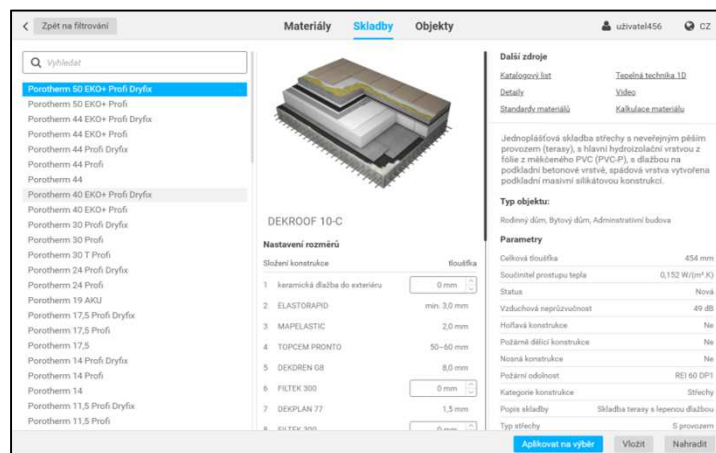 Zpět na filtrování
Materiály Skladby Objekty
uživatel456
CZ
Vyhledat
Porotherm 50 EKO+ Profi Dryfix
Porotherm 50 EKO+ Profi
Porotherm 44 EKO+ Profi Dryfix
Porotherm 44 EKO+ Profi
Porotherm 44 Profi Dryfix
Porotherm 44 Profi
Porotherm 44
Porotherm 40 EKO+ Profi Dryfix
Porotherm 40 EKO+ Profi
Porotherm 30 Profi Dryfix
Porotherm 30 Profi
Porotherm 30 T Profi
Porotherm 24 Profi Dryfix
Porotherm 24 Profi
Porotherm 19 AKU
Porotherm 17,5 Profi Dryfix
Porotherm 17,5 Profi
Porotherm 17,5
Porotherm 14 Profi Dryfix
Porotherm 14 Profi
Porotherm 14
Porotherm 11,5 Profi Dryfix
Porotherm 11,5 Profi
DEKROOF 10-C
Nastavení rozměrů
Složení konstrukce tloušťka
1 keramická dlažba do exteriéru 0 mm
2 ELASTORAPID min. 3,0 mm
3 MAPELASTIC 2,0 mm
4 TOPCEM PRONTO 50–60 mm
5 DEKDREN G8 8,0 mm
6 FILTEK 300 0 mm
7 DEKPLAN 77 1,5 mm
8 FILTEK 300 0 mm
Další zdroje
Katalogový list Tepelná technika 1D
Detaily Video
Standardy materiálů Kalkulace materiálu
Jednoplášťová skladba střechy s neveřejným pěším
provozem (terasy), s hlavní hydroizolační vrstvou z
fólie z měkčeného PVC (PVC-P), s dlažbou na
podkladní betonové vrstvě, spádová vrstva vytvořena
podkladní masivní silikátovou konstrukcí.
Typ objektu:
Rodinný dům, Bytový dům, Adminstrativní budova
Parametry
Celková tloušťka 454 mm
Součinitel prostupu tepla 0,152 W/(m².K)
Status Nová
Vzduchová neprůzvučnost 49 dB
Hořlavá konstrukce Ne
Požárně dělící konstrukce Ne
Nosná konstrukce Ne
Požární odolnost REI 60 DP1
Kategorie konstrukce Střechy
Popis skladby Skladba terasy s lepenou dlažbou
Typ střechy S provozem
Aplikovat na výběr Vložit Nahradit